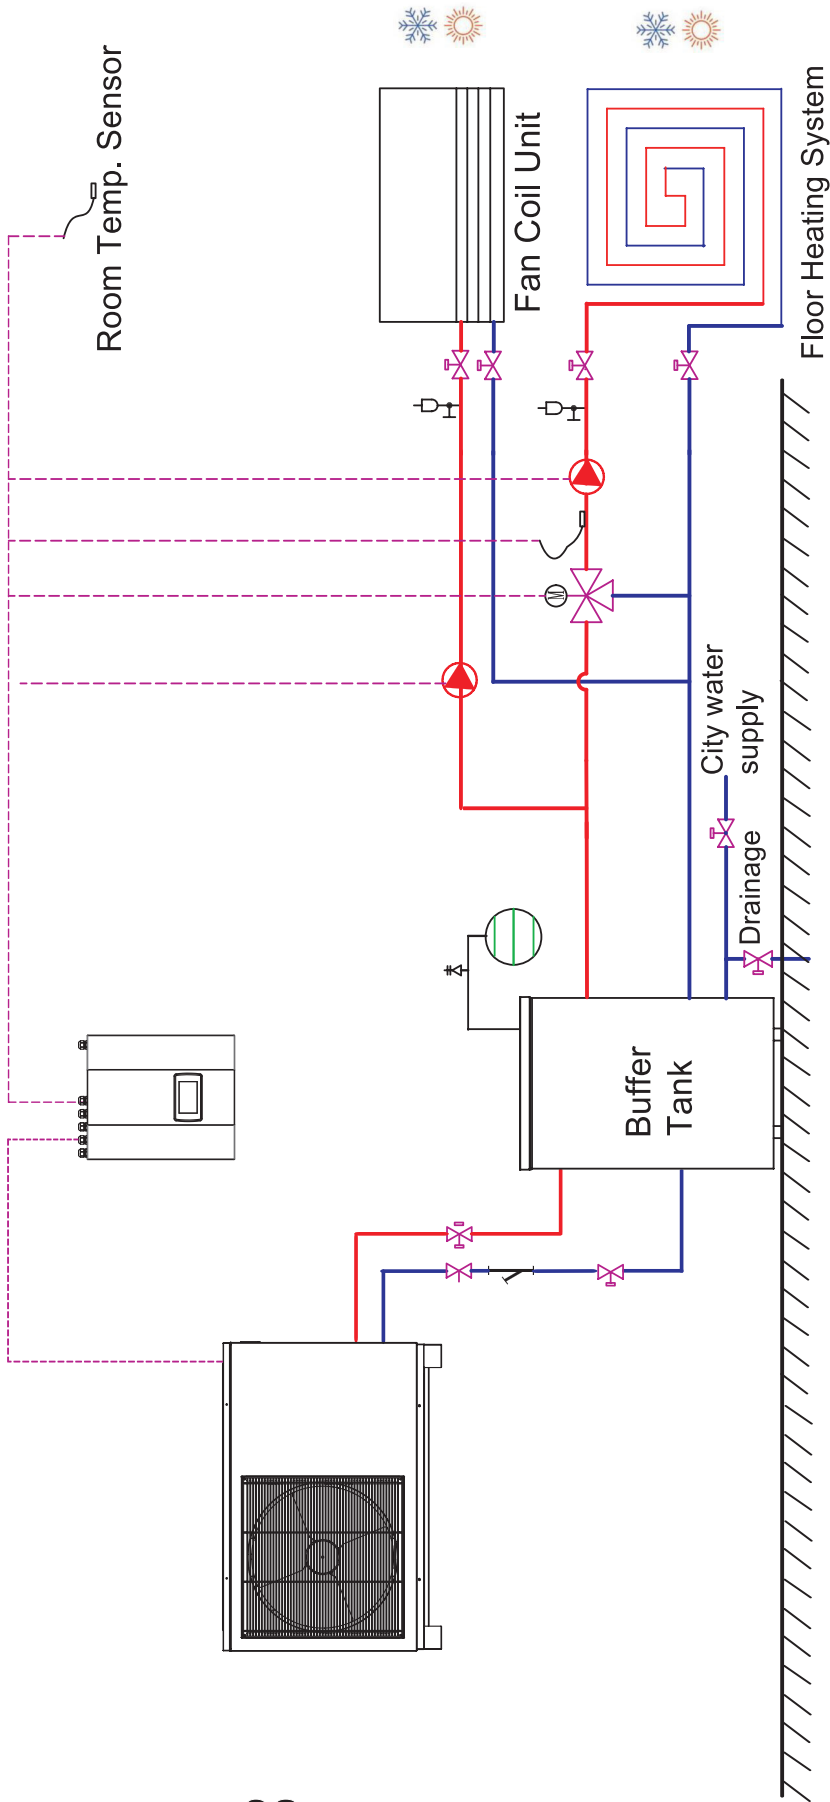 Room Temp. Sensor
Fan Coil Unit
Floor Heating System
City water
supply
Drainage
Buffer
Tank
M